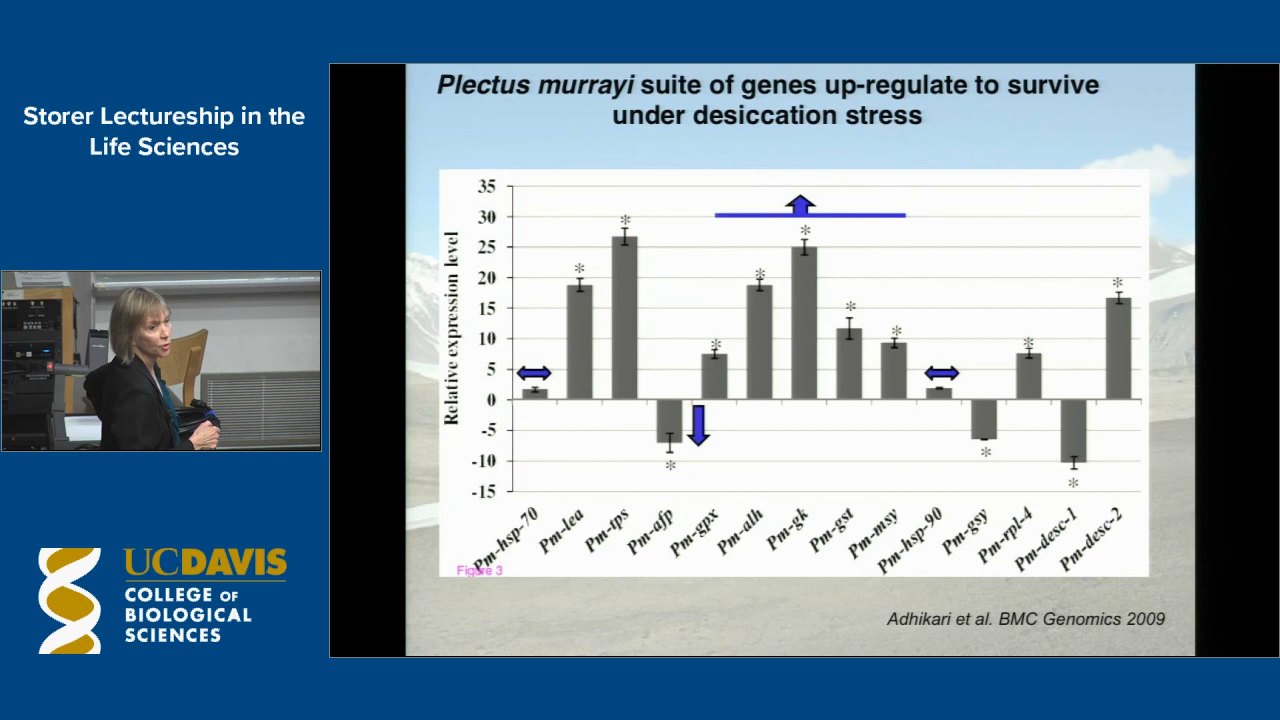 Storer Lectureship in the
Life Sciences
Plectus murrayi suite of genes up-regulate to survive
under desiccation stress
Relative expression level
35
30
25
20
15
10
5
0
-5
-10
-15
*
*
*
*
*
*
*
*
*
*
*
*
Pm-hsp-70
Pm-lea
Pm-tps
Pm-afp
Pm-gpx
Pm-alh
Pm-gk
Pm-gst
Pm-msy
Pm-hsp-90
Pm-gsy
Pm-rpl-4
Pm-desc-1
Pm-desc-2
Figure 3
Adhikari et al. BMC Genomics 2009
UCDAVIS
COLLEGE OF
BIOLOGICAL
SCIENCES